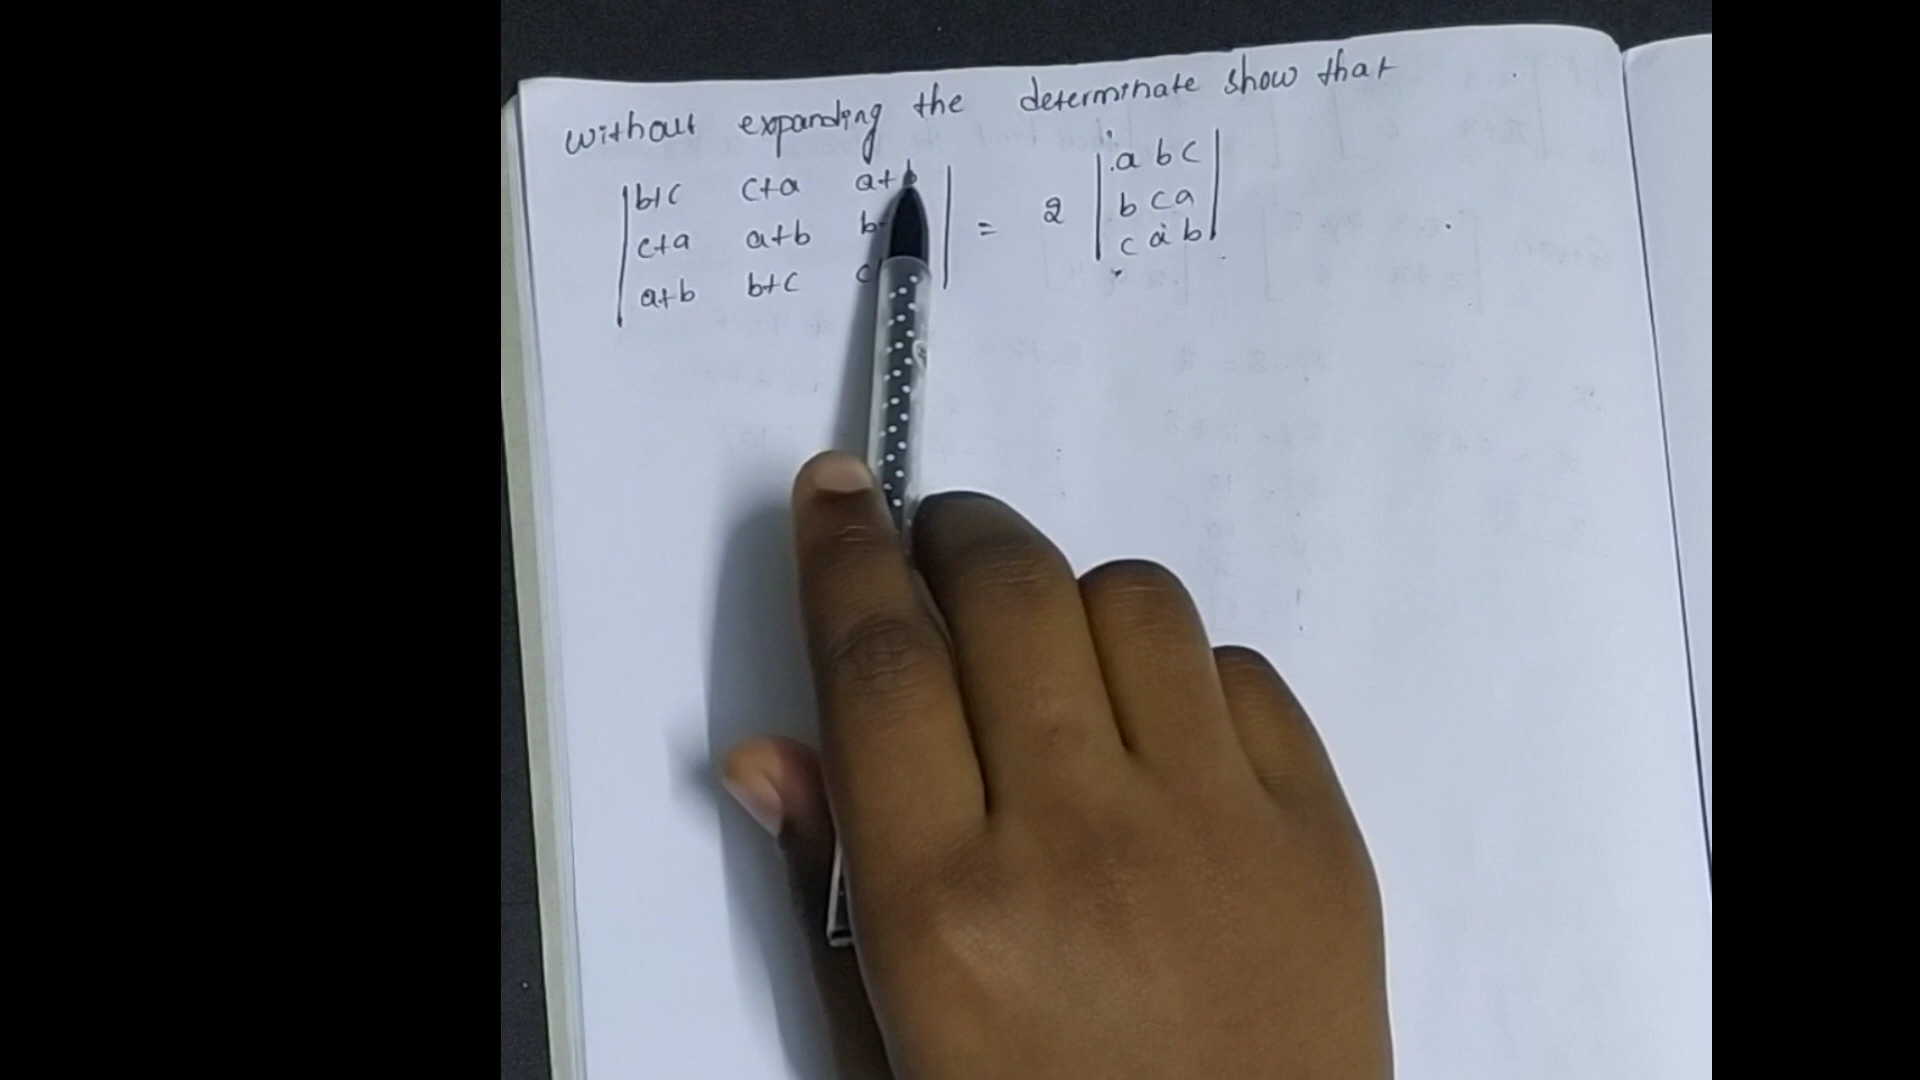 without expanding the determinate show that
|b+c c+a a+b| = 2 |a b c|
|c+a a+b b| |b c a|
|a+b b+c c| |c a b|